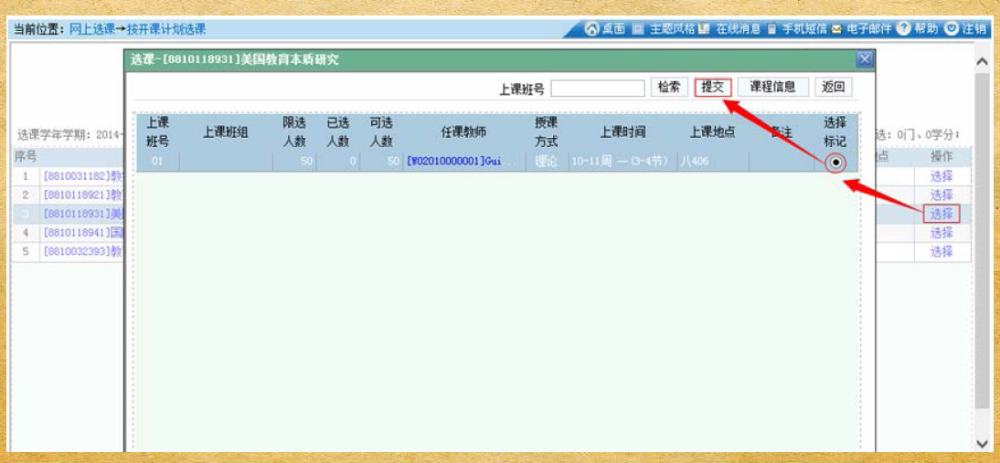 当前位置：网上选课→按开课计划选课 桌面 主题风格 在线消息 手机短信 电子邮件 帮助 注销
选课-[8810118931]美国教育本质研究
上课班号 检索 提交 课程信息 返回
选课学年学期：2014- 选：0门、0学分；
上课班号 上课班组 限选人数 已选人数 可选人数 任课教师 授课方式 上课时间 上课地点 备注 选择标记
01 50 0 50 [W02010000001]Gui... 理论 10-11周 一(3-4节) 八406
序号 点 操作
1 [8810031182]教 选择
2 [8810118921]教 选择
3 [8810118931]美 选择
4 [8810118941]国 选择
5 [8810032393]教 选择